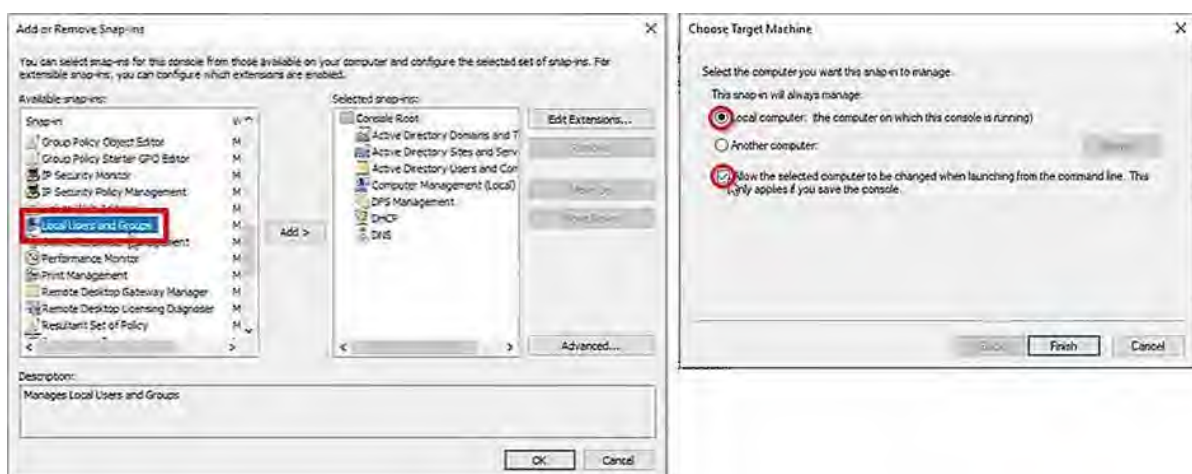 Add or Remove Snap-ins
You can select snap-ins for this console from those available on your computer and configure the selected set of snap-ins. For
extensible snap-ins, you can configure which extensions are enabled.
Available snap-ins:
Snap-in
Group Policy Object Editor M
Group Policy Starter GPO Editor M
IP Security Monitor M
IP Security Policy Management M
M
Local Users and Groups M
M
Performance Monitor M
Print Management M
Remote Desktop Gateway Manager M
Remote Desktop Licensing Diagnoser M
Resultant Set of Policy M
Add >
Selected snap-ins:
Console Root
Active Directory Domains and T
Active Directory Sites and Serv
Active Directory Users and Con
Computer Management (Local)
DFS Management
DHCP
DNS
Edit Extensions...
Advanced...
Description:
Manages Local Users and Groups
OK Cancel
Choose Target Machine
Select the computer you want this snap-in to manage.
This snap-in will always manage:
Local computer: (the computer on which this console is running)
Another computer:
Allow the selected computer to be changed when launching from the command line. This
only applies if you save the console.
Finish Cancel